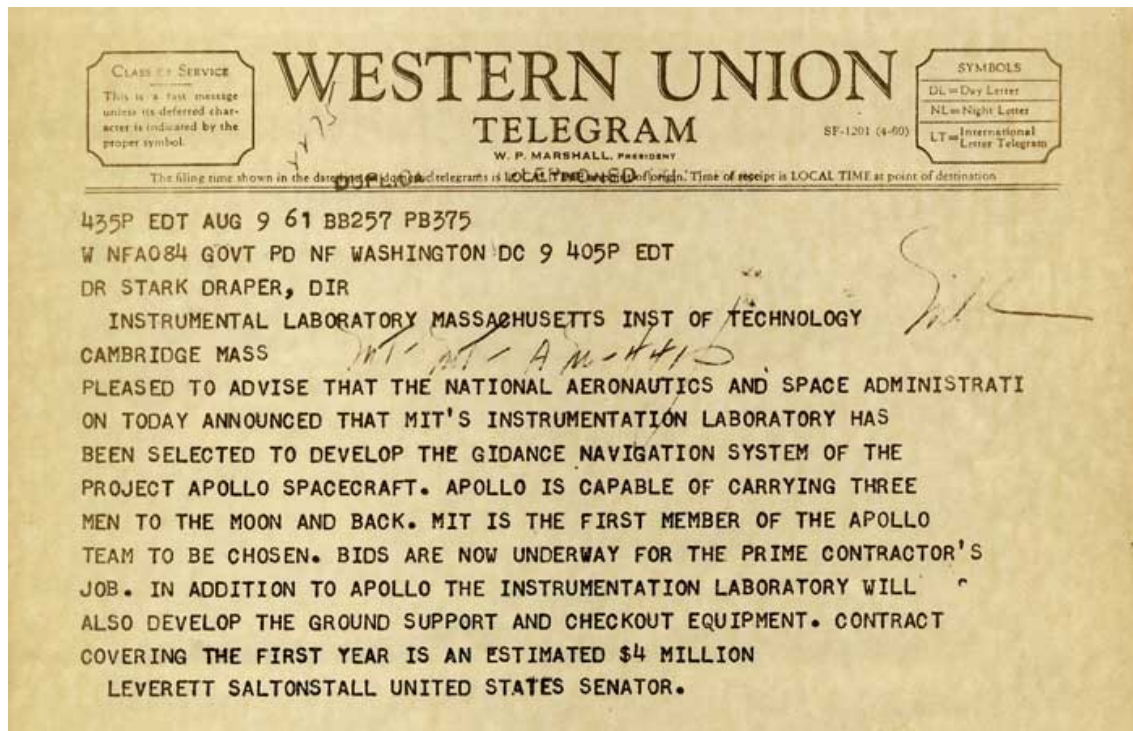 CLASS OF SERVICE
This is a fast message
unless its deferred char-
acter is indicated by the
proper symbol.
WESTERN UNION
TELEGRAM
W. P. MARSHALL, PRESIDENT
SF-1201 (4-60)
SYMBOLS
DL=Day Letter
NL=Night Letter
LT=International Letter Telegram
The filing time shown in the date line on domestic telegrams is LOCAL TIME at point of origin. Time of receipt is LOCAL TIME at point of destination
435P EDT AUG 9 61 BB257 PB375
W NFA084 GOVT PD NF WASHINGTON DC 9 405P EDT
DR STARK DRAPER, DIR
INSTRUMENTAL LABORATORY MASSACHUSETTS INST OF TECHNOLOGY
CAMBRIDGE MASS
PLEASED TO ADVISE THAT THE NATIONAL AERONAUTICS AND SPACE ADMINISTRATI
ON TODAY ANNOUNCED THAT MIT'S INSTRUMENTATION LABORATORY HAS
BEEN SELECTED TO DEVELOP THE GIDANCE NAVIGATION SYSTEM OF THE
PROJECT APOLLO SPACECRAFT. APOLLO IS CAPABLE OF CARRYING THREE
MEN TO THE MOON AND BACK. MIT IS THE FIRST MEMBER OF THE APOLLO
TEAM TO BE CHOSEN. BIDS ARE NOW UNDERWAY FOR THE PRIME CONTRACTOR'S
JOB. IN ADDITION TO APOLLO THE INSTRUMENTATION LABORATORY WILL
ALSO DEVELOP THE GROUND SUPPORT AND CHECKOUT EQUIPMENT. CONTRACT
COVERING THE FIRST YEAR IS AN ESTIMATED $4 MILLION
LEVERETT SALTONSTALL UNITED STATES SENATOR.